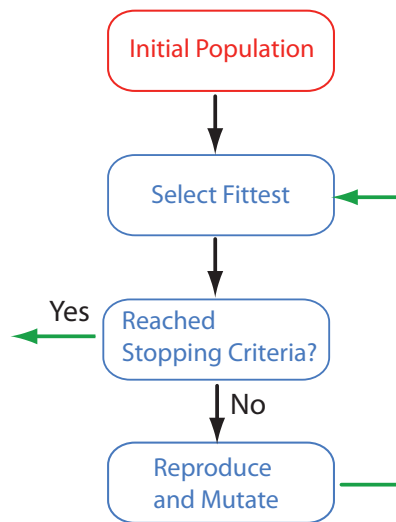 Initial Population
Select Fittest
Yes
Reached
Stopping Criteria?
No
Reproduce
and Mutate